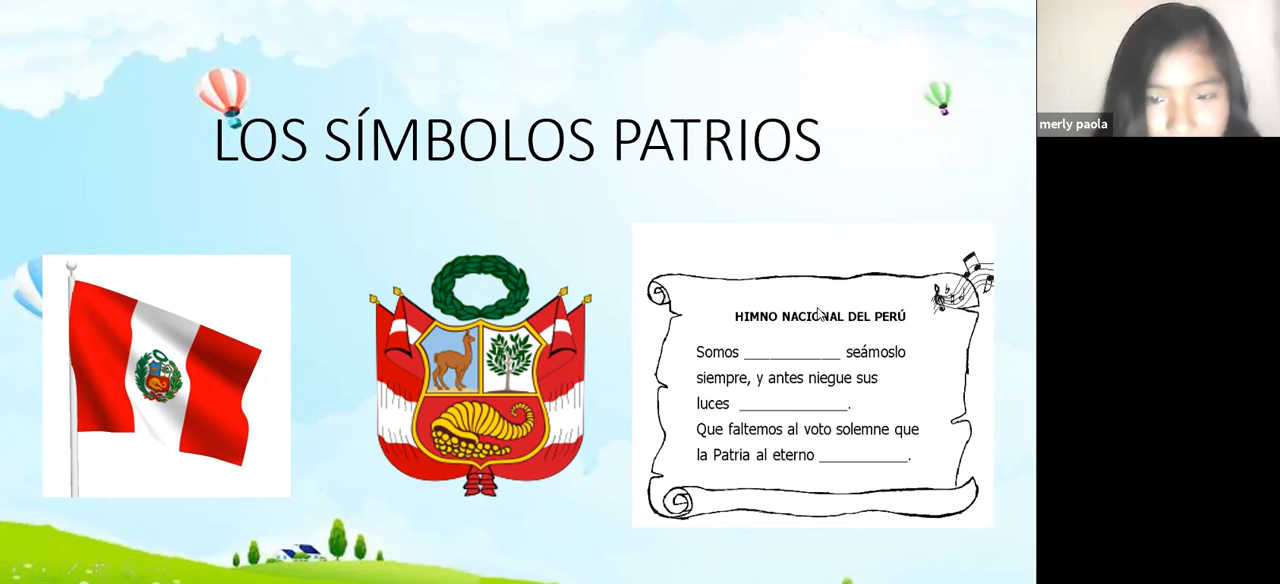 LOS SÍMBOLOS PATRIOS
merly paola
HIMNO NACIONAL DEL PERÚ
Somos ____________ seámoslo
siempre, y antes niegue sus
luces _____________.
Que faltemos al voto solemne que
la Patria al eterno ___________.